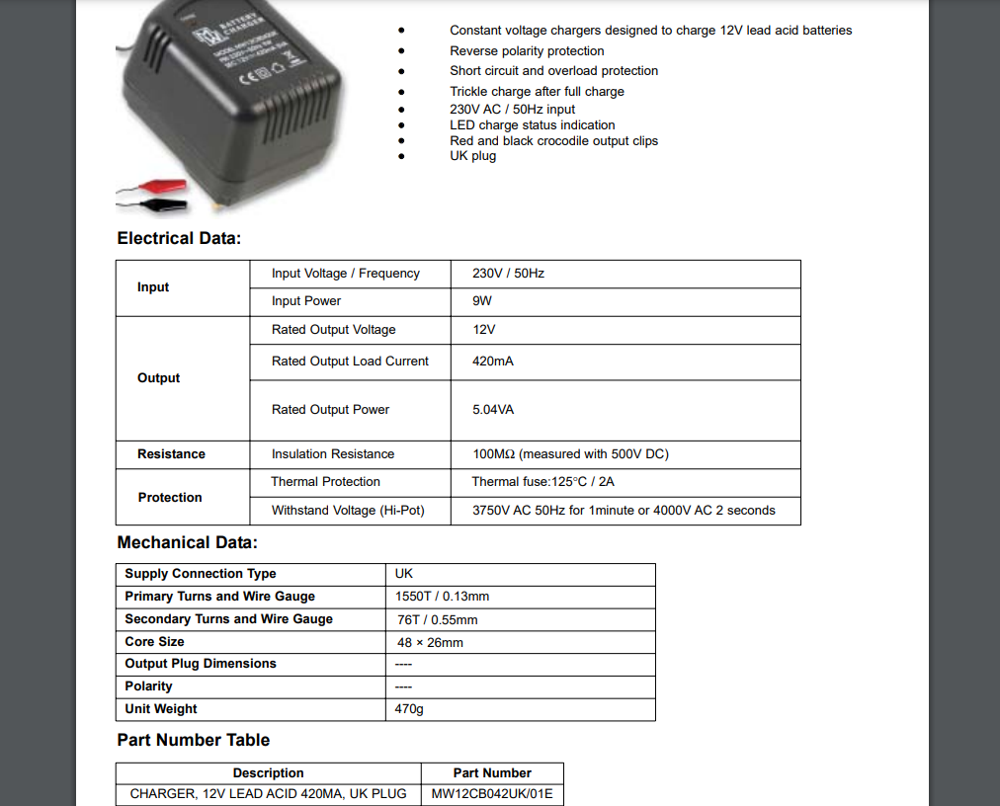 BATTERY
CHARGER
Constant voltage chargers designed to charge 12V lead acid batteries
Reverse polarity protection
Short circuit and overload protection
Trickle charge after full charge
230V AC / 50Hz input
LED charge status indication
Red and black crocodile output clips
UK plug
Electrical Data:
Input
Input Voltage / Frequency 230V / 50Hz
Input Power 9W
Output
Rated Output Voltage 12V
Rated Output Load Current 420mA
Rated Output Power 5.04VA
Resistance Insulation Resistance 100MΩ (measured with 500V DC)
Protection
Thermal Protection Thermal fuse:125°C / 2A
Withstand Voltage (Hi-Pot) 3750V AC 50Hz for 1minute or 4000V AC 2 seconds
Mechanical Data:
Supply Connection Type UK
Primary Turns and Wire Gauge 1550T / 0.13mm
Secondary Turns and Wire Gauge 76T / 0.55mm
Core Size 48 × 26mm
Output Plug Dimensions ----
Polarity ----
Unit Weight 470g
Part Number Table
Description Part Number
CHARGER, 12V LEAD ACID 420MA, UK PLUG MW12CB042UK/01E